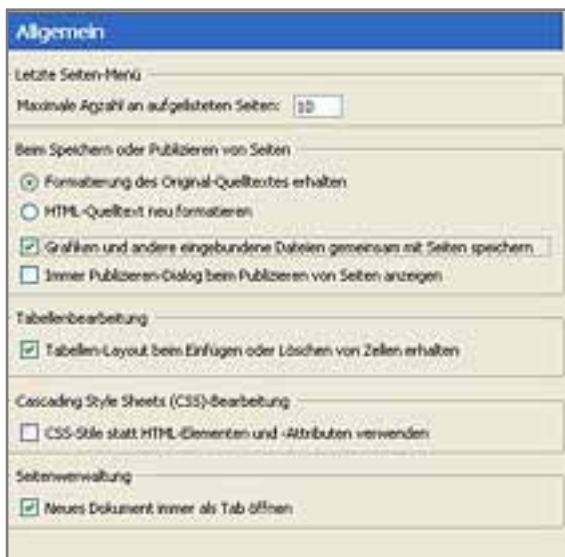 Allgemein
Letzte Seiten-Menü
Maximale Anzahl an aufgelisteten Seiten: 10
Beim Speichern oder Publizieren von Seiten
Formatierung des Original-Quelltextes erhalten
HTML-Quelltext neu formatieren
Grafiken und andere eingebundene Dateien gemeinsam mit Seiten speichern
Immer Publizieren-Dialog beim Publizieren von Seiten anzeigen
Tabellenbearbeitung
Tabellen-Layout beim Einfügen oder Löschen von Zellen erhalten
Cascading Style Sheets (CSS)-Bearbeitung
CSS-Stile statt HTML-Elementen und -Attributen verwenden
Seitenverwaltung
Neues Dokument immer als Tab öffnen